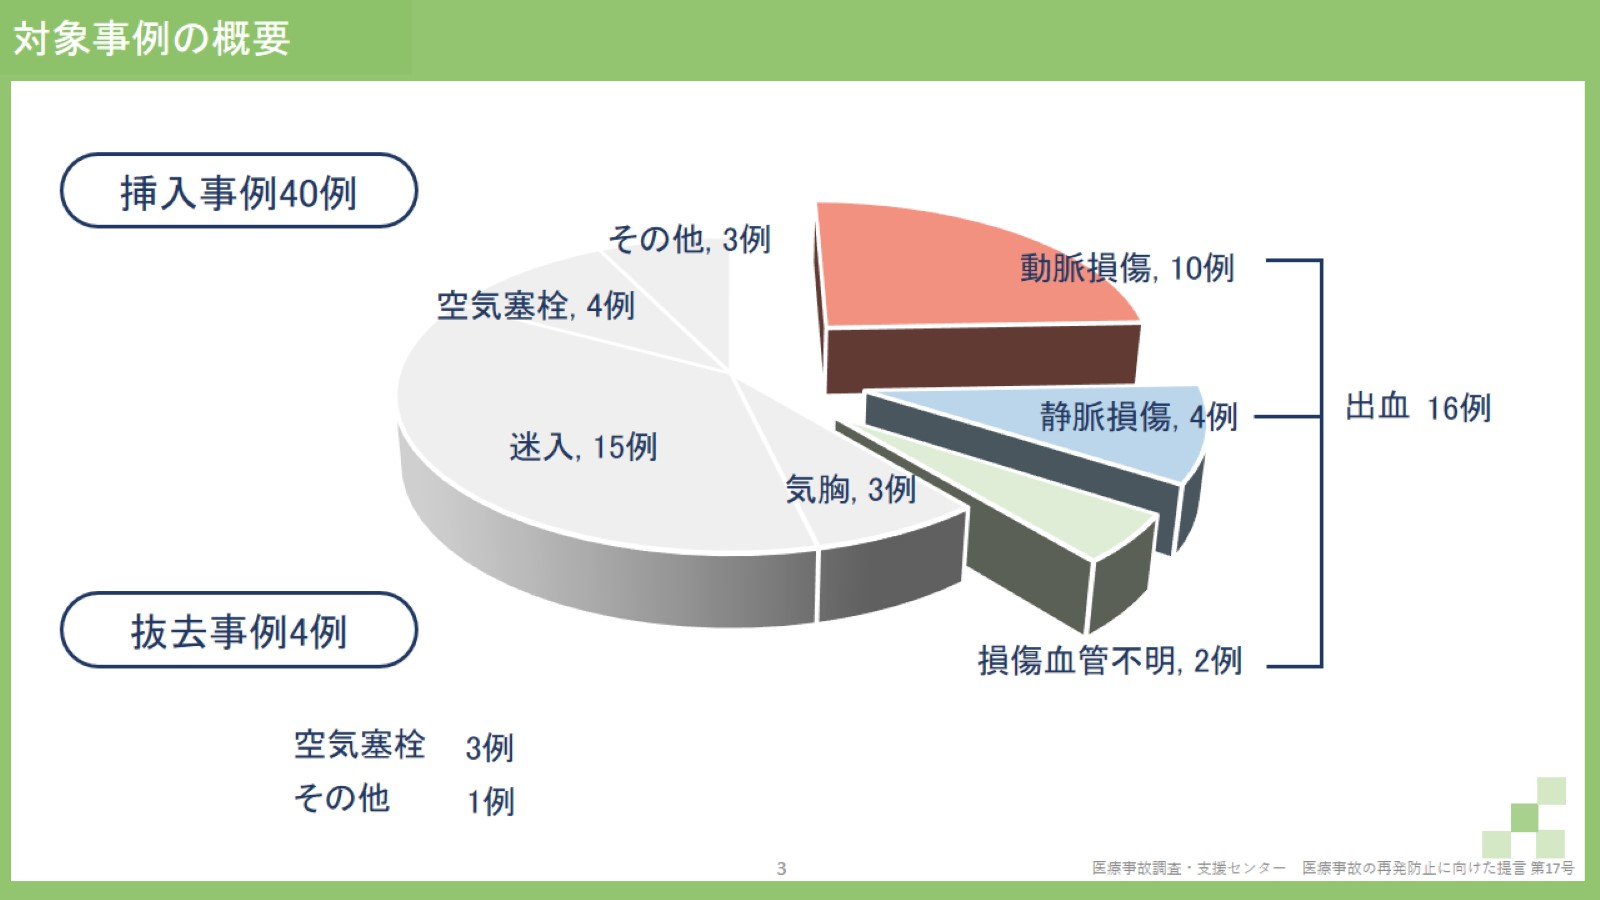 対象事例の概要
挿入事例40例
その他, 3例
動脈損傷, 10例
空気塞栓, 4例
静脈損傷, 4例
出血 16例
迷入, 15例
気胸, 3例
抜去事例4例
損傷血管不明, 2例
空気塞栓 3例
その他 1例
3
医療事故調査・支援センター 医療事故の再発防止に向けた提言 第17号